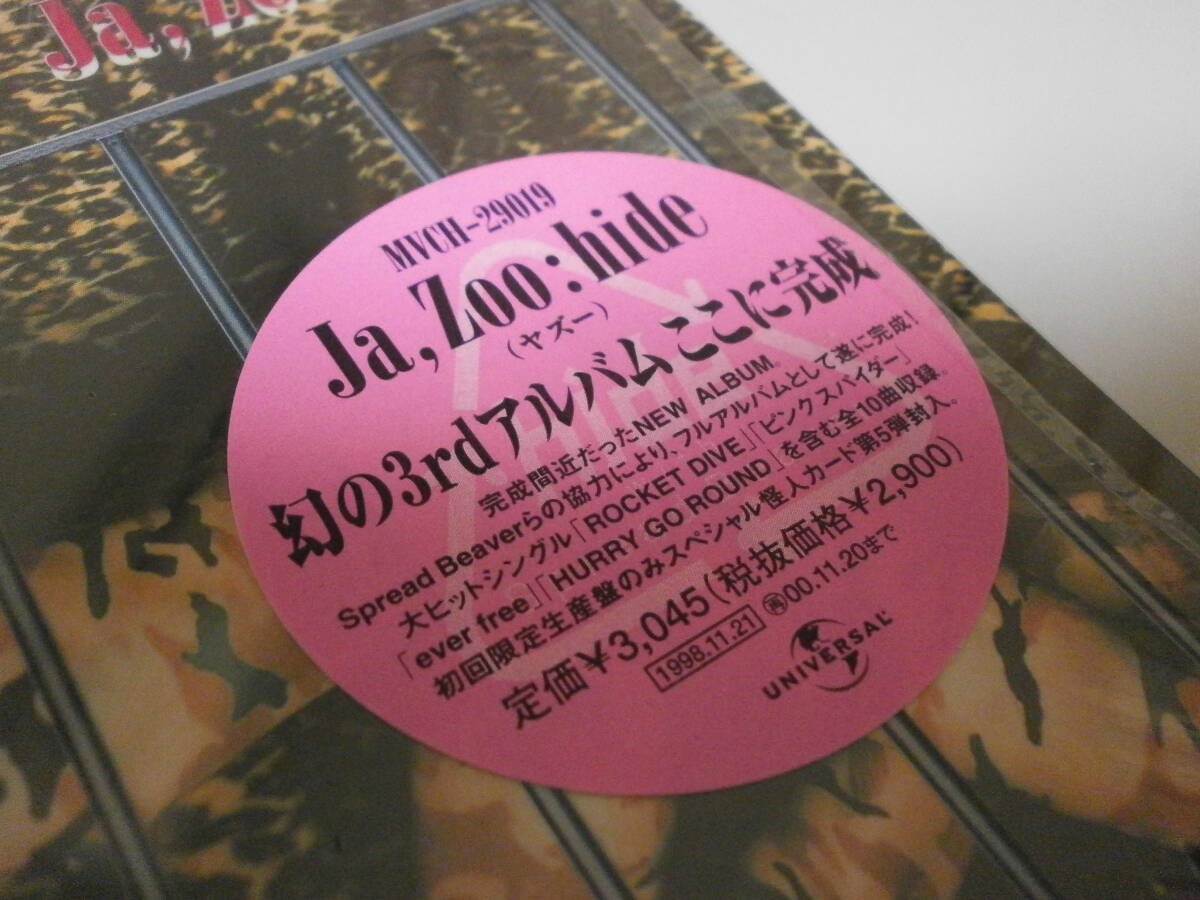 Ja, Zoo
MVCH-29019
Ja, Zoo:hide
(ヤズー)
幻の3rdアルバムここに完成
完成間近だったNEW ALBUM
Spread Beaverらの協力により、フルアルバムとして遂に完成!
大ヒットシングル「ROCKET DIVE」「ピンクスパイダー」
「ever free」「HURRY GO ROUND」を含む全10曲収録。
初回限定生産盤のみスペシャル怪人カード第5弾封入。
定価¥3,045(税抜価格¥2,900)
1998.11.21 再00.11.20まで
UNIVERSAL